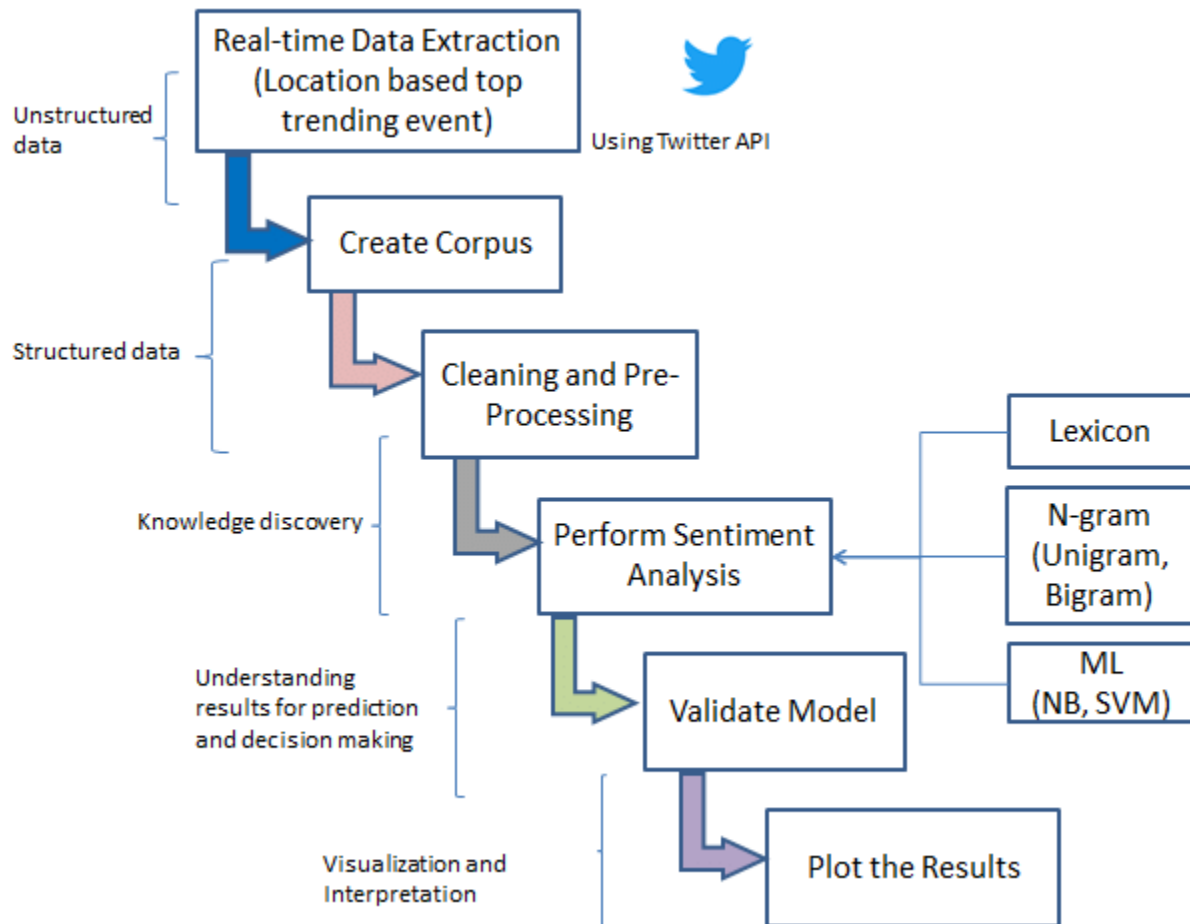 Real-time Data Extraction
(Location based top
trending event)
Using Twitter API
Unstructured
data
Create Corpus
Structured data
Cleaning and Pre-
Processing
Lexicon
N-gram
(Unigram,
Bigram)
ML
(NB, SVM)
Knowledge discovery
Perform Sentiment
Analysis
Understanding
results for prediction
and decision making
Validate Model
Visualization and
Interpretation
Plot the Results